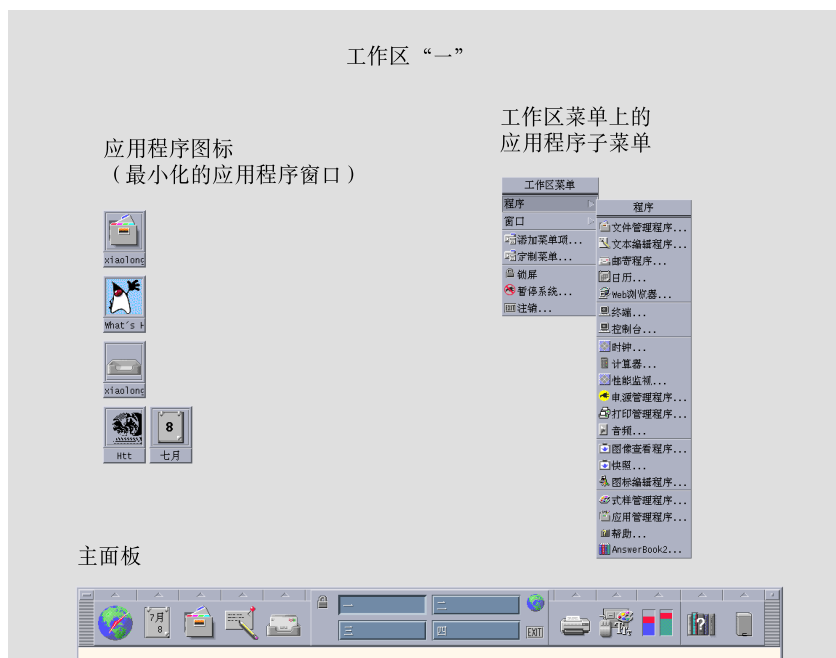 工作区“一”
工作区菜单上的
应用程序子菜单
应用程序图标
（最小化的应用程序窗口）
xiaolong
What's H
xiaolong
Htt
8
七月
工作区菜单
程序
窗口
添加菜单项...
定制菜单...
锁屏
暂停系统...
注销...
程序
文件管理程序...
文本编辑程序...
邮寄程序...
日历...
Web浏览器...
终端...
控制台...
时钟...
计算器...
性能监视...
电源管理程序...
打印管理程序...
音频...
图像查看程序...
快照...
图标编辑程序...
式样管理程序...
应用管理程序...
帮助...
AnswerBook2...
主面板
7月
8
一
二
三
四
EXIT